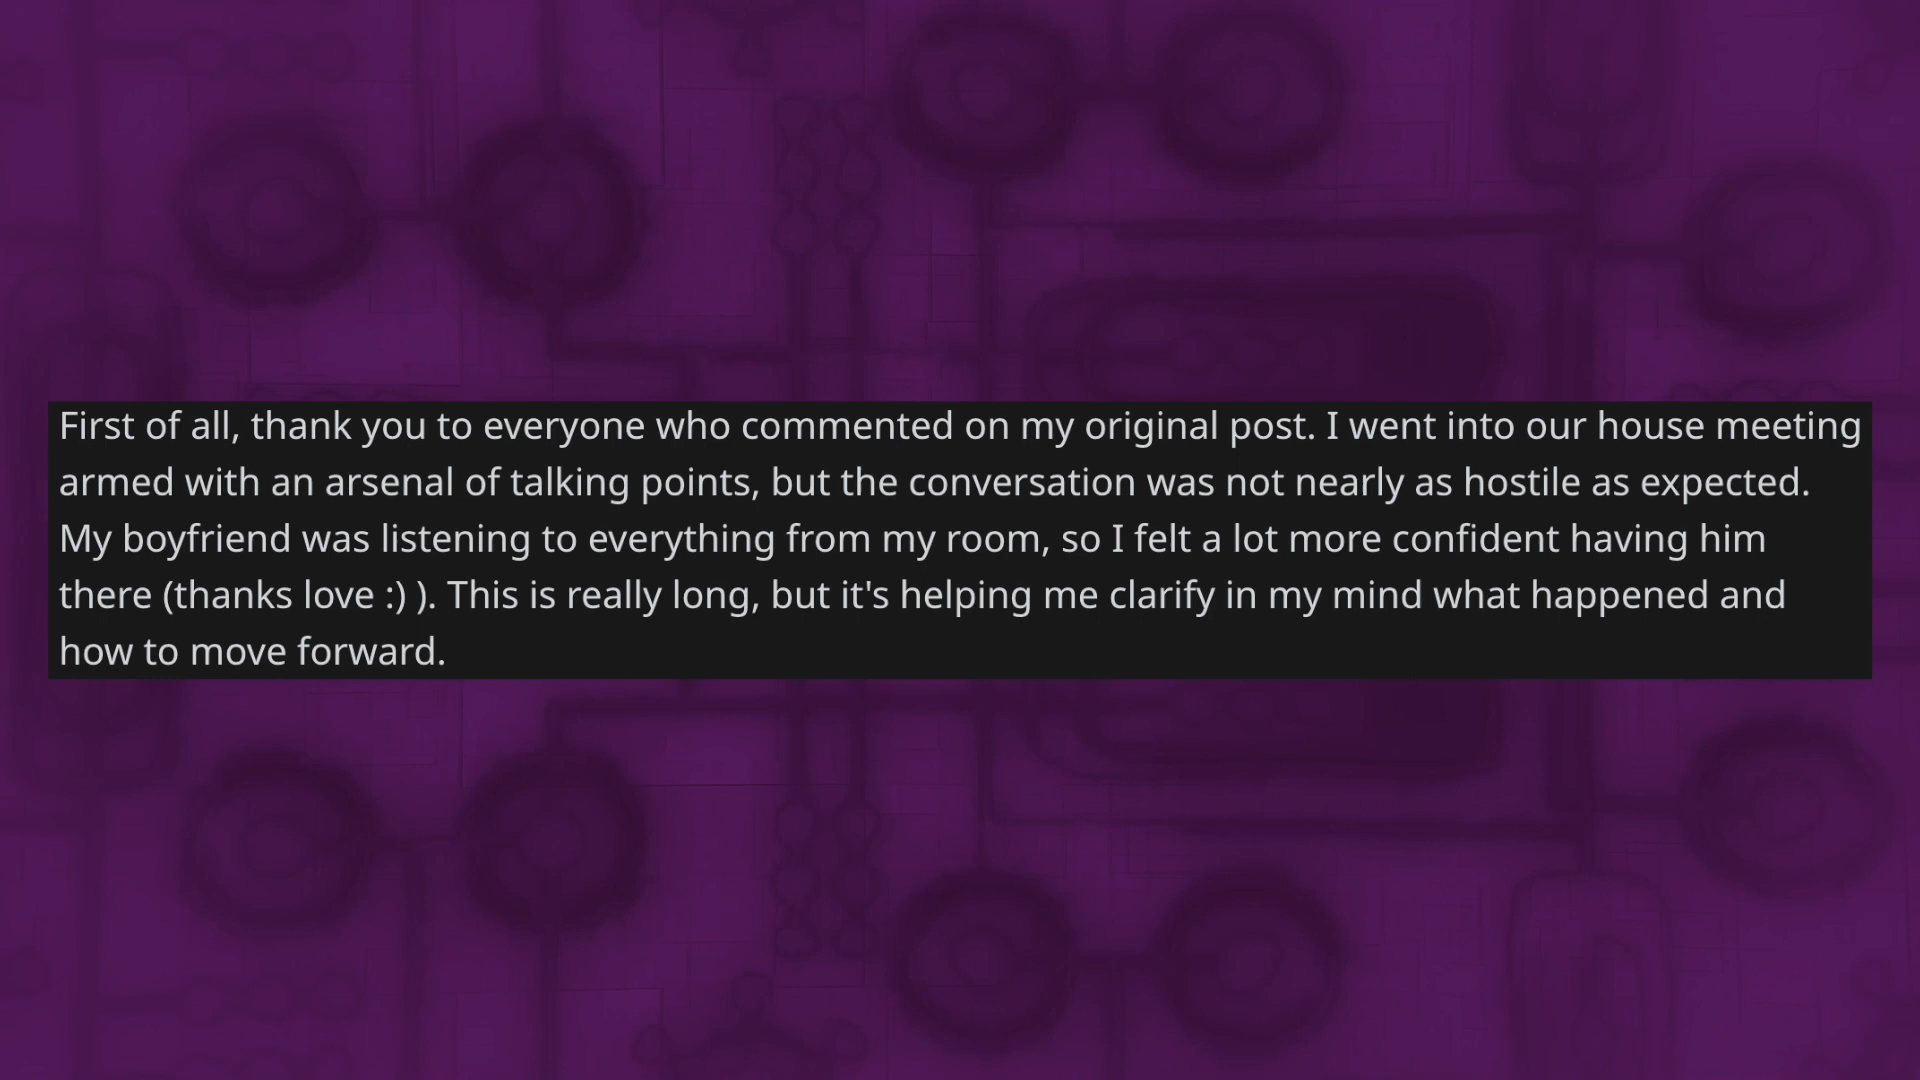 First of all, thank you to everyone who commented on my original post. I went into our house meeting
armed with an arsenal of talking points, but the conversation was not nearly as hostile as expected.
My boyfriend was listening to everything from my room, so I felt a lot more confident having him
there (thanks love :) ). This is really long, but it's helping me clarify in my mind what happened and
how to move forward.